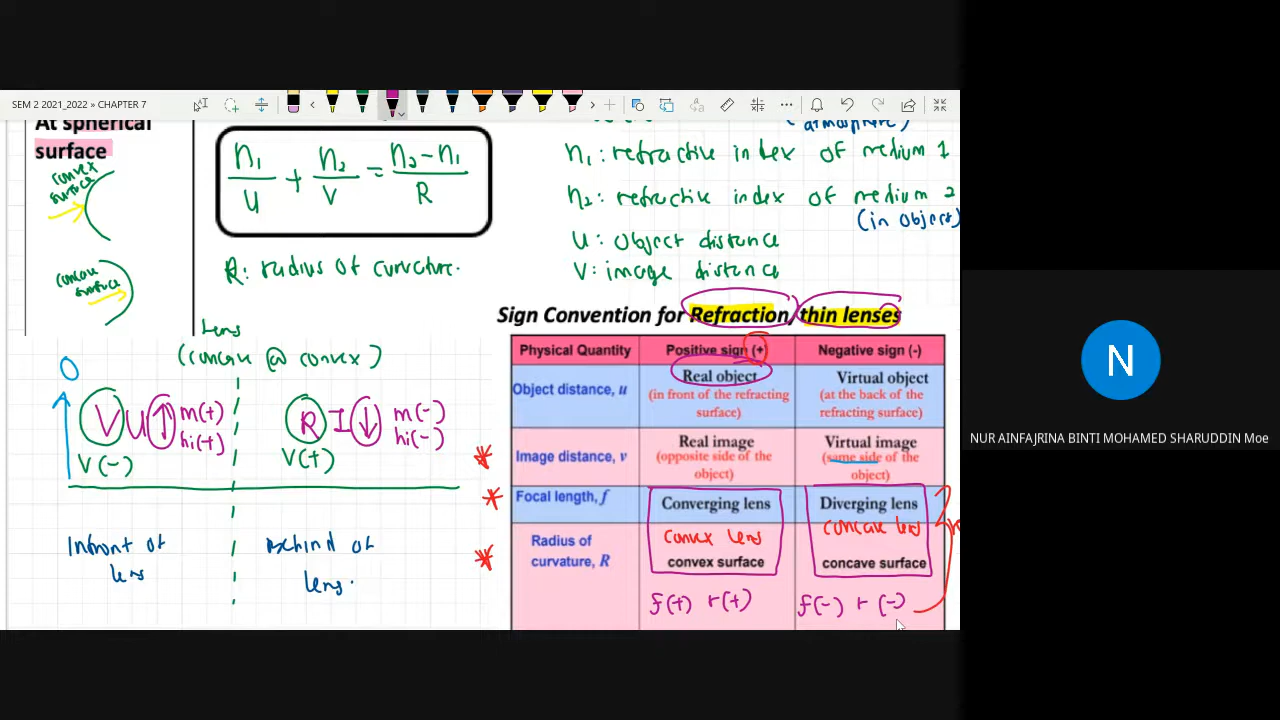 SEM 2 2021_2022 » CHAPTER 7
At spherical
surface
convex
surface
concave
surface
n₁/u + n₂/v = n₂-n₁/R
R: radius of curvature.
(atmosphere)
n₁: refractive index of medium 1
n₂: refractive index of medium 2
(in object)
u: object distance
v: image distance
Lens
(concave @ convex)
O
V U ↑ m(+)
hi(+)
V(-)
R I ↓ m(-)
hi(-)
V(+)
Infront of
lens
Behind of
lens.
Sign Convention for Refraction, thin lenses
Physical Quantity Positive sign (+) Negative sign (-)
Object distance, u
Real object
(in front of the refracting
surface)
Virtual object
(at the back of the
refracting surface)
Image distance, v
Real image
(opposite side of the
object)
Virtual image
(same side of the
object)
Focal length, f
Converging lens
Diverging lens
Radius of
curvature, R
convex lens
convex surface
concave lens
concave surface
f(+) r(+)
f(-) r(-)
N
NUR AINFAJRINA BINTI MOHAMED SHARUDDIN Moe